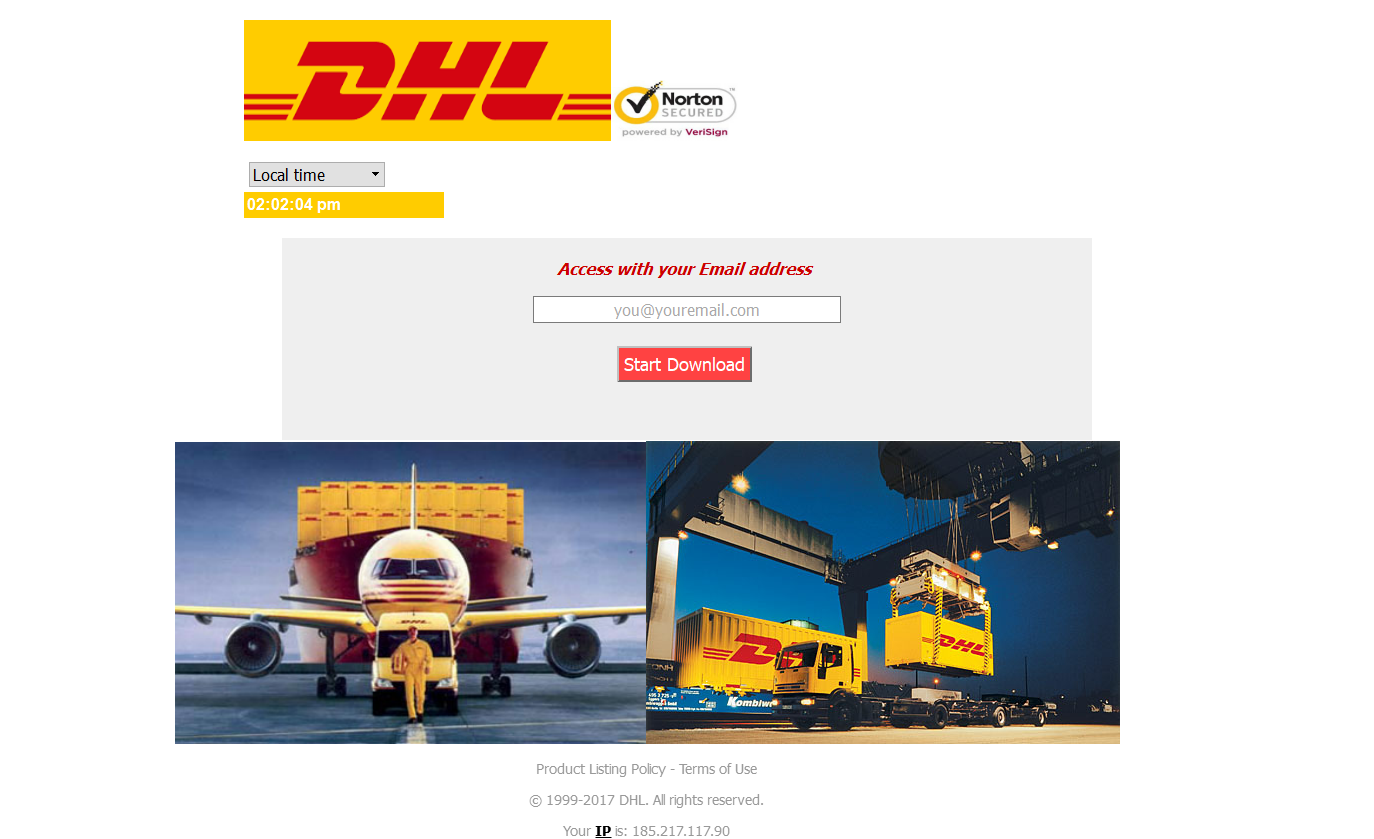 DHL
Norton
SECURED
powered by VeriSign
Local time
02:02:04 pm
Access with your Email address
you@youremail.com
Start Download
DHL
DHL
DHL
Kombiwe
Product Listing Policy - Terms of Use
© 1999-2017 DHL. All rights reserved.
Your IP is: 185.217.117.90